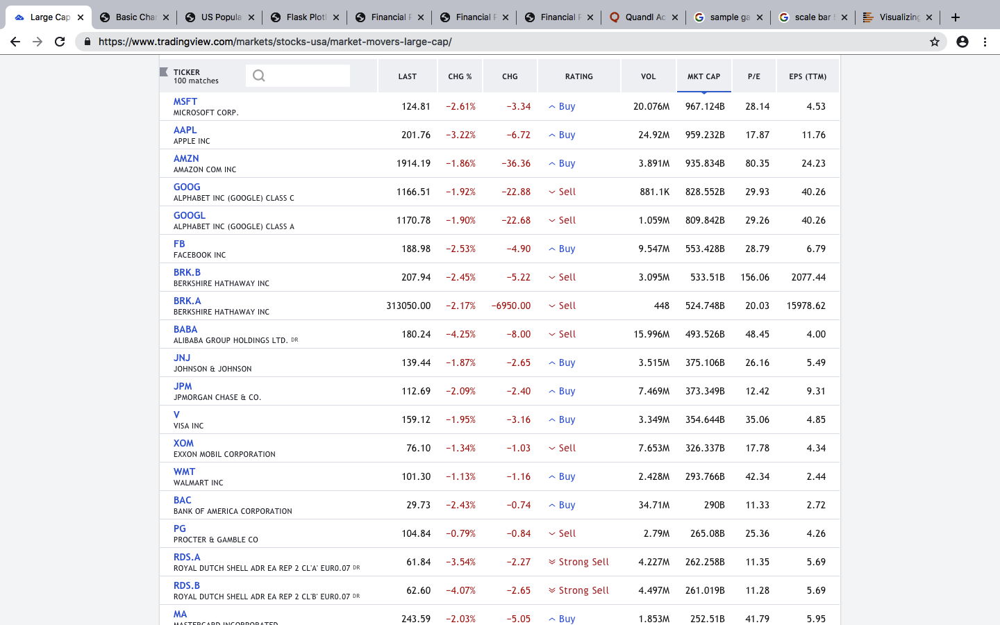 Large Cap
Basic Cha
US Popula
Flask Plot
Financial P
Financial P
Financial P
Quandl Ac
sample ga
scale bar
Visualizing
https://www.tradingview.com/markets/stocks-usa/market-movers-large-cap/
TICKER LAST CHG % CHG RATING VOL MKT CAP P/E EPS (TTM)
100 matches
MSFT
MICROSOFT CORP.
124.81 −2.61% −3.34 Buy 20.076M 967.124B 28.14 4.53
AAPL
APPLE INC
201.76 −3.22% −6.72 Buy 24.92M 959.232B 17.87 11.76
AMZN
AMAZON COM INC
1914.19 −1.86% −36.36 Buy 3.891M 935.834B 80.35 24.23
GOOG
ALPHABET INC (GOOGLE) CLASS C
1166.51 −1.92% −22.88 Sell 881.1K 828.552B 29.93 40.26
GOOGL
ALPHABET INC (GOOGLE) CLASS A
1170.78 −1.90% −22.68 Sell 1.059M 809.842B 29.26 40.26
FB
FACEBOOK INC
188.98 −2.53% −4.90 Buy 9.547M 553.428B 28.79 6.79
BRK.B
BERKSHIRE HATHAWAY INC
207.94 −2.45% −5.22 Sell 3.095M 533.51B 156.06 2077.44
BRK.A
BERKSHIRE HATHAWAY INC
313050.00 −2.17% −6950.00 Sell 448 524.748B 20.03 15978.62
BABA
ALIBABA GROUP HOLDINGS LTD. DR
180.24 −4.25% −8.00 Sell 15.996M 493.526B 48.45 4.00
JNJ
JOHNSON & JOHNSON
139.44 −1.87% −2.65 Buy 3.515M 375.106B 26.16 5.49
JPM
JPMORGAN CHASE & CO.
112.69 −2.09% −2.40 Buy 7.469M 373.349B 12.42 9.31
V
VISA INC
159.12 −1.95% −3.16 Buy 3.349M 354.644B 35.06 4.85
XOM
EXXON MOBIL CORPORATION
76.10 −1.34% −1.03 Sell 7.653M 326.337B 17.78 4.34
WMT
WALMART INC
101.30 −1.13% −1.16 Buy 2.428M 293.766B 42.34 2.44
BAC
BANK OF AMERICA CORPORATION
29.73 −2.43% −0.74 Buy 34.71M 290B 11.33 2.72
PG
PROCTER & GAMBLE CO
104.84 −0.79% −0.84 Sell 2.79M 265.08B 25.36 4.26
RDS.A
ROYAL DUTCH SHELL ADR EA REP 2 CL'A' EUR0.07 DR
61.84 −3.54% −2.27 Strong Sell 4.227M 262.258B 11.35 5.69
RDS.B
ROYAL DUTCH SHELL ADR EA REP 2 CL'B' EUR0.07 DR
62.60 −4.07% −2.65 Strong Sell 4.497M 261.019B 11.28 5.69
MA
MASTERCARD INCORPORATED
243.59 −2.03% −5.05 Buy 1.853M 252.51B 41.79 5.95